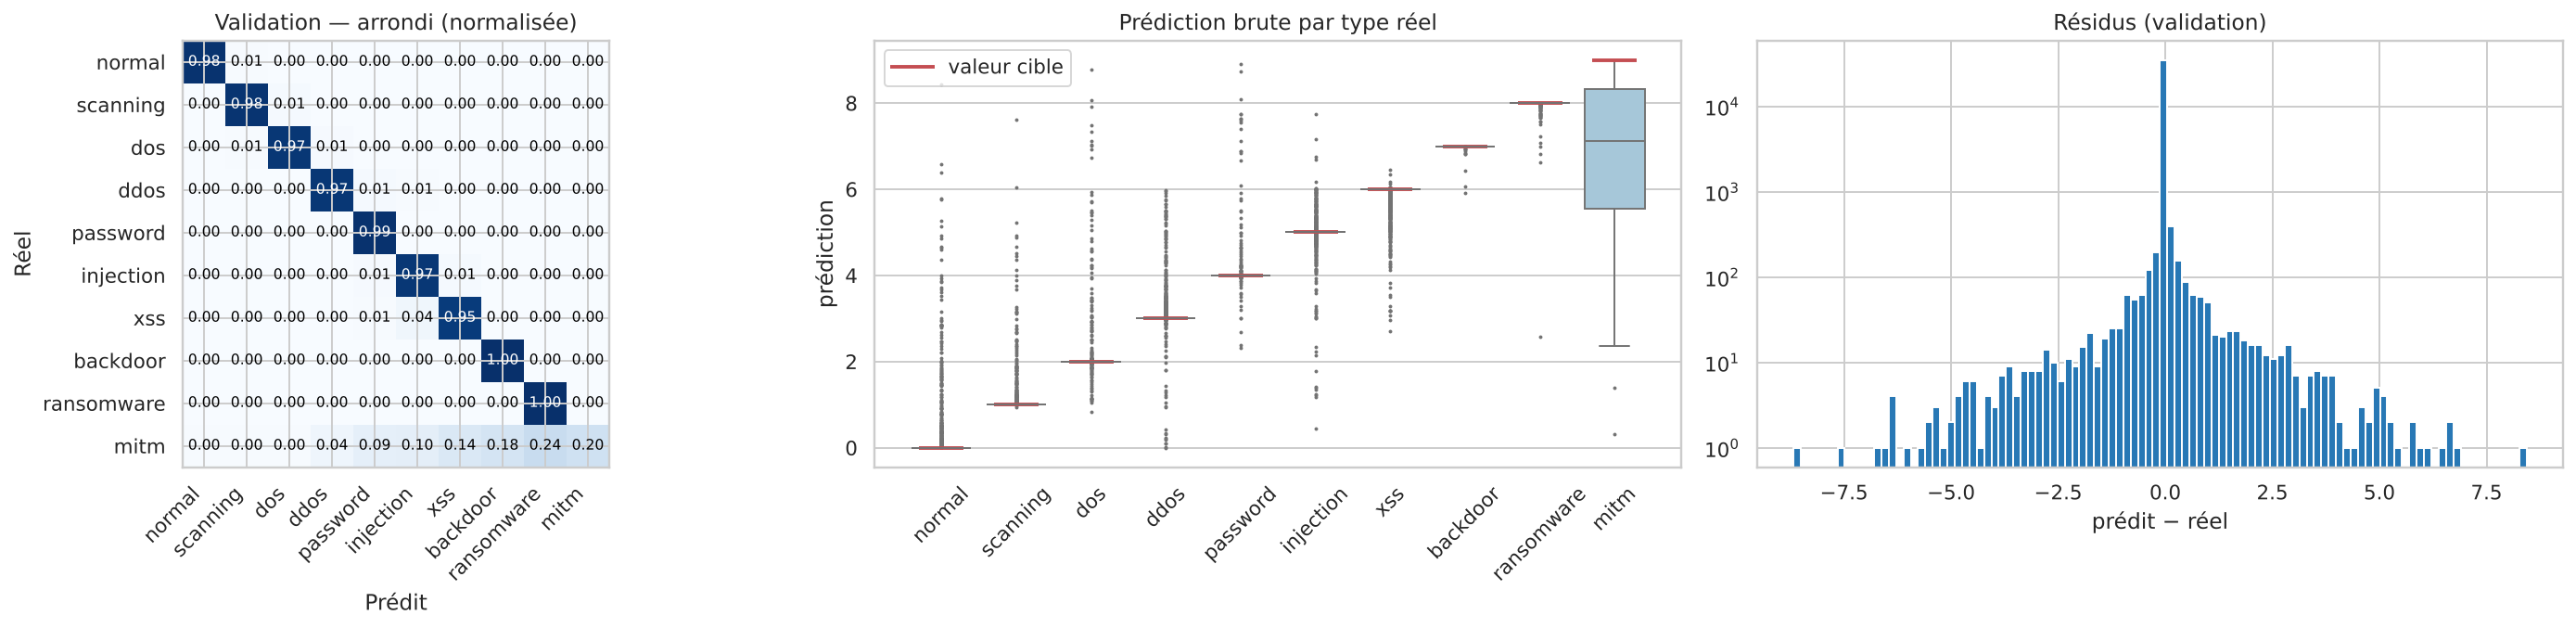 Validation — arrondi (normalisée)
Réel
normal 0.98 0.01 0.00 0.00 0.00 0.00 0.00 0.00 0.00 0.00
scanning 0.00 0.98 0.01 0.00 0.00 0.00 0.00 0.00 0.00 0.00
dos 0.00 0.01 0.97 0.01 0.00 0.00 0.00 0.00 0.00 0.00
ddos 0.00 0.00 0.00 0.97 0.01 0.01 0.00 0.00 0.00 0.00
password 0.00 0.00 0.00 0.00 0.99 0.00 0.00 0.00 0.00 0.00
injection 0.00 0.00 0.00 0.00 0.01 0.97 0.01 0.00 0.00 0.00
xss 0.00 0.00 0.00 0.00 0.01 0.04 0.95 0.00 0.00 0.00
backdoor 0.00 0.00 0.00 0.00 0.00 0.00 0.00 1.00 0.00 0.00
ransomware 0.00 0.00 0.00 0.00 0.00 0.00 0.00 0.00 1.00 0.00
mitm 0.00 0.00 0.00 0.04 0.09 0.10 0.14 0.18 0.24 0.20
normal scanning dos ddos password injection xss backdoor ransomware mitm
Prédit
Prédiction brute par type réel
valeur cible
prédiction
8
6
4
2
0
normal scanning dos ddos password injection xss backdoor ransomware mitm
Résidus (validation)
10⁴
10³
10²
10¹
10⁰
−7.5 −5.0 −2.5 0.0 2.5 5.0 7.5
prédit − réel